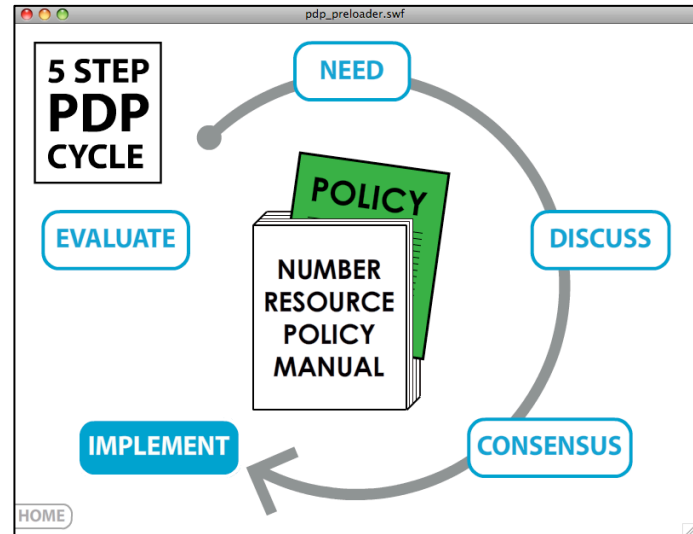 pdp_preloader.swf
5 STEP
PDP
CYCLE
NEED
POLICY
EVALUATE
DISCUSS
NUMBER
RESOURCE
POLICY
MANUAL
IMPLEMENT
CONSENSUS
HOME